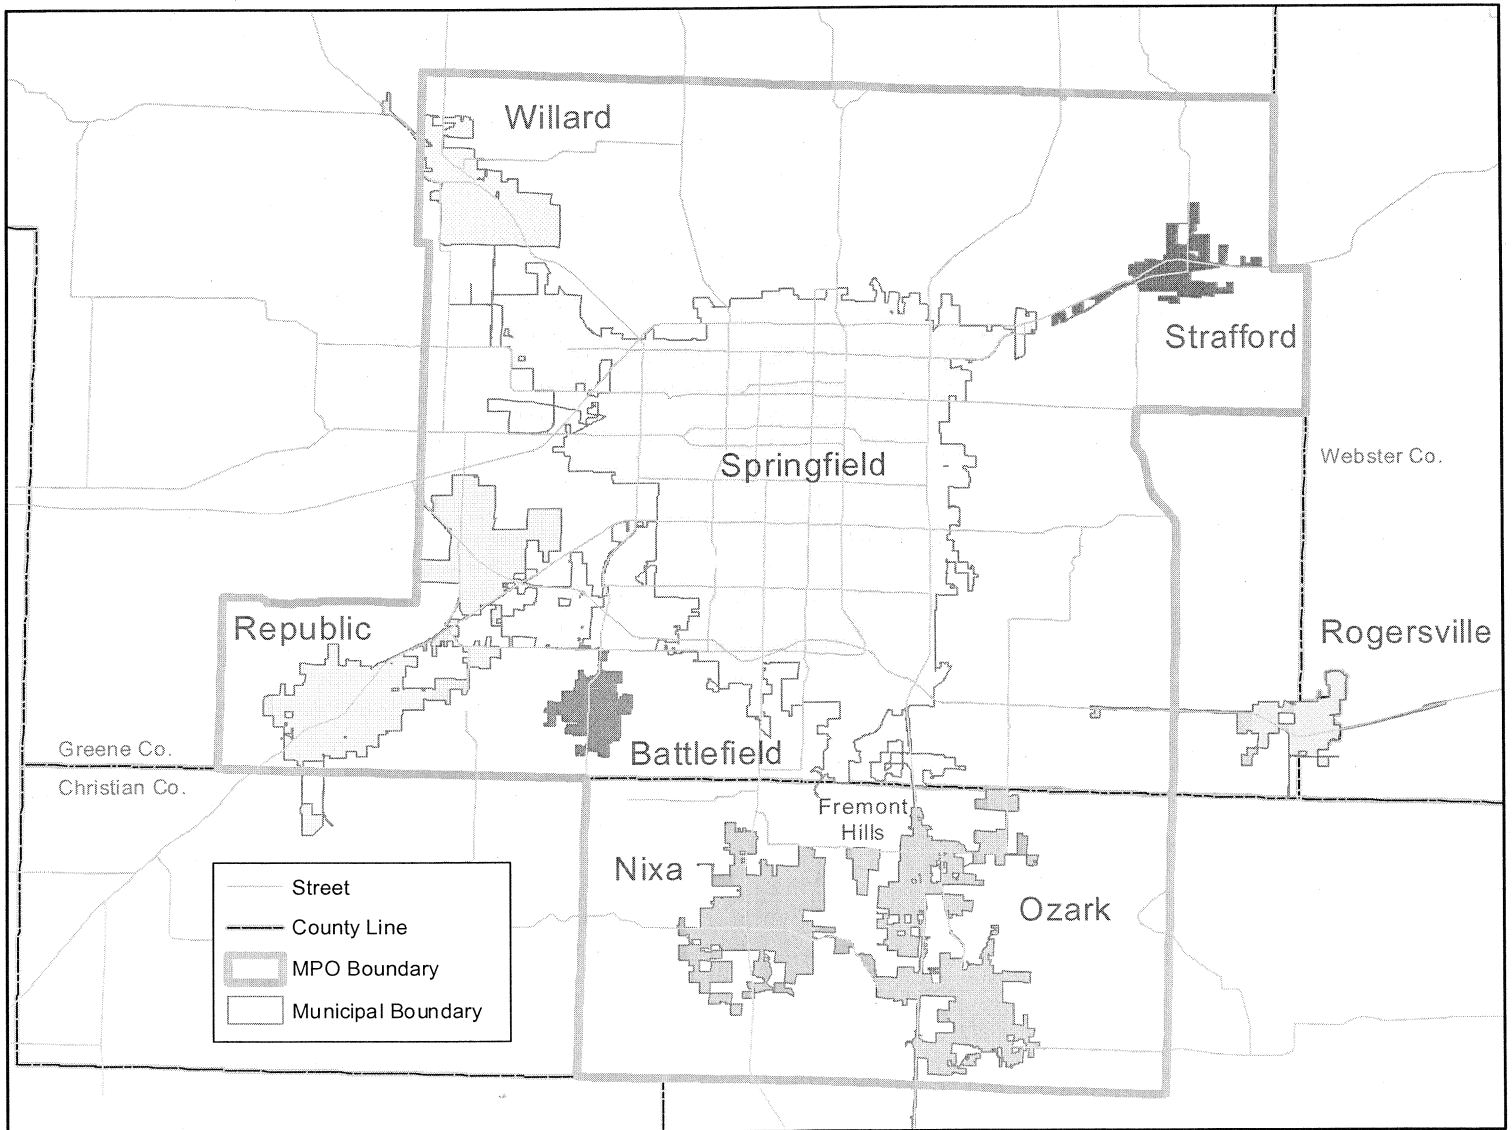 Willard
Strafford
Springfield
Webster Co.
Republic
Rogersville
Greene Co.
Battlefield
Christian Co.
Fremont
Hills
Nixa
Ozark
Street
County Line
MPO Boundary
Municipal Boundary